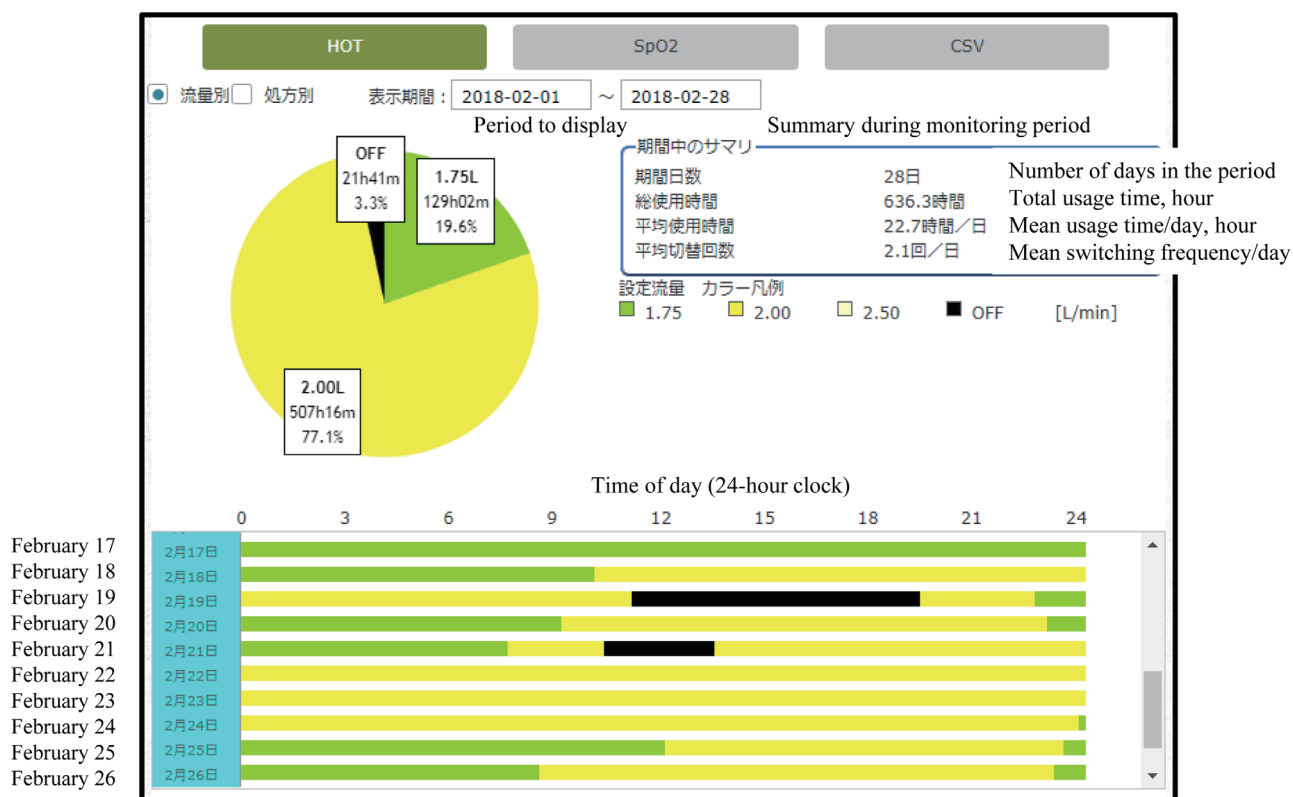 HOT SpO2 CSV
流量別 処方別 表示期間: 2018-02-01 ～ 2018-02-28
Period to display
Summary during monitoring period
期間中のサマリ
期間日数 28日 Number of days in the period
総使用時間 636.3時間 Total usage time, hour
平均使用時間 22.7時間／日 Mean usage time/day, hour
平均切替回数 2.1回／日 Mean switching frequency/day
設定流量 カラー凡例
1.75 2.00 2.50 OFF [L/min]
OFF
21h41m
3.3%
1.75L
129h02m
19.6%
2.00L
507h16m
77.1%
Time of day (24-hour clock)
0 3 6 9 12 15 18 21 24
February 17 2月17日
February 18 2月18日
February 19 2月19日
February 20 2月20日
February 21 2月21日
February 22 2月22日
February 23 2月23日
February 24 2月24日
February 25 2月25日
February 26 2月26日